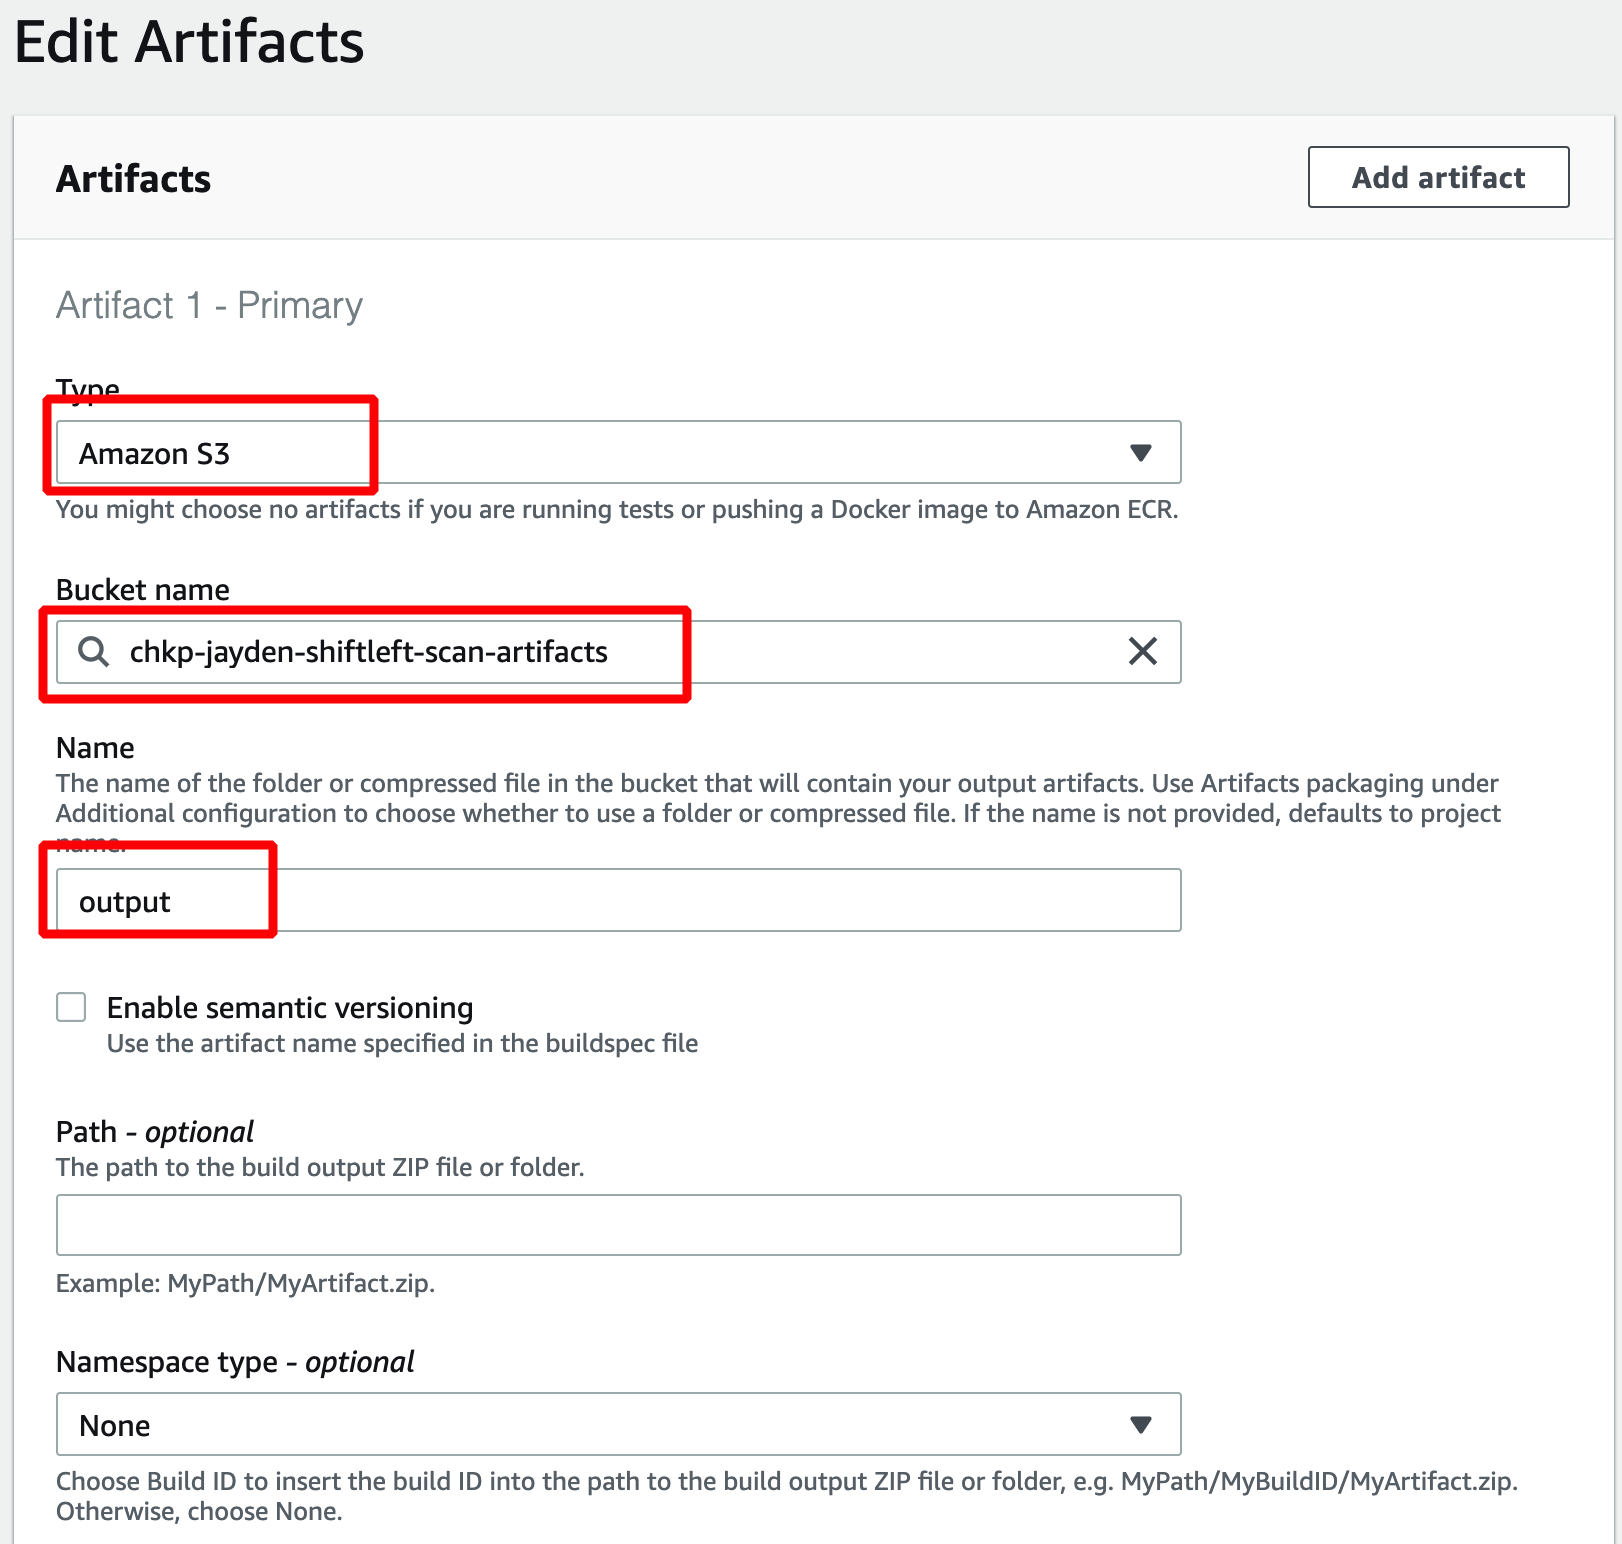 Edit Artifacts
Artifacts
Add artifact
Artifact 1 - Primary
Type
Amazon S3
You might choose no artifacts if you are running tests or pushing a Docker image to Amazon ECR.
Bucket name
chkp-jayden-shiftleft-scan-artifacts
Name
The name of the folder or compressed file in the bucket that will contain your output artifacts. Use Artifacts packaging under
Additional configuration to choose whether to use a folder or compressed file. If the name is not provided, defaults to project
name.
output
Enable semantic versioning
Use the artifact name specified in the buildspec file
Path - optional
The path to the build output ZIP file or folder.
Example: MyPath/MyArtifact.zip.
Namespace type - optional
None
Choose Build ID to insert the build ID into the path to the build output ZIP file or folder, e.g. MyPath/MyBuildID/MyArtifact.zip.
Otherwise, choose None.